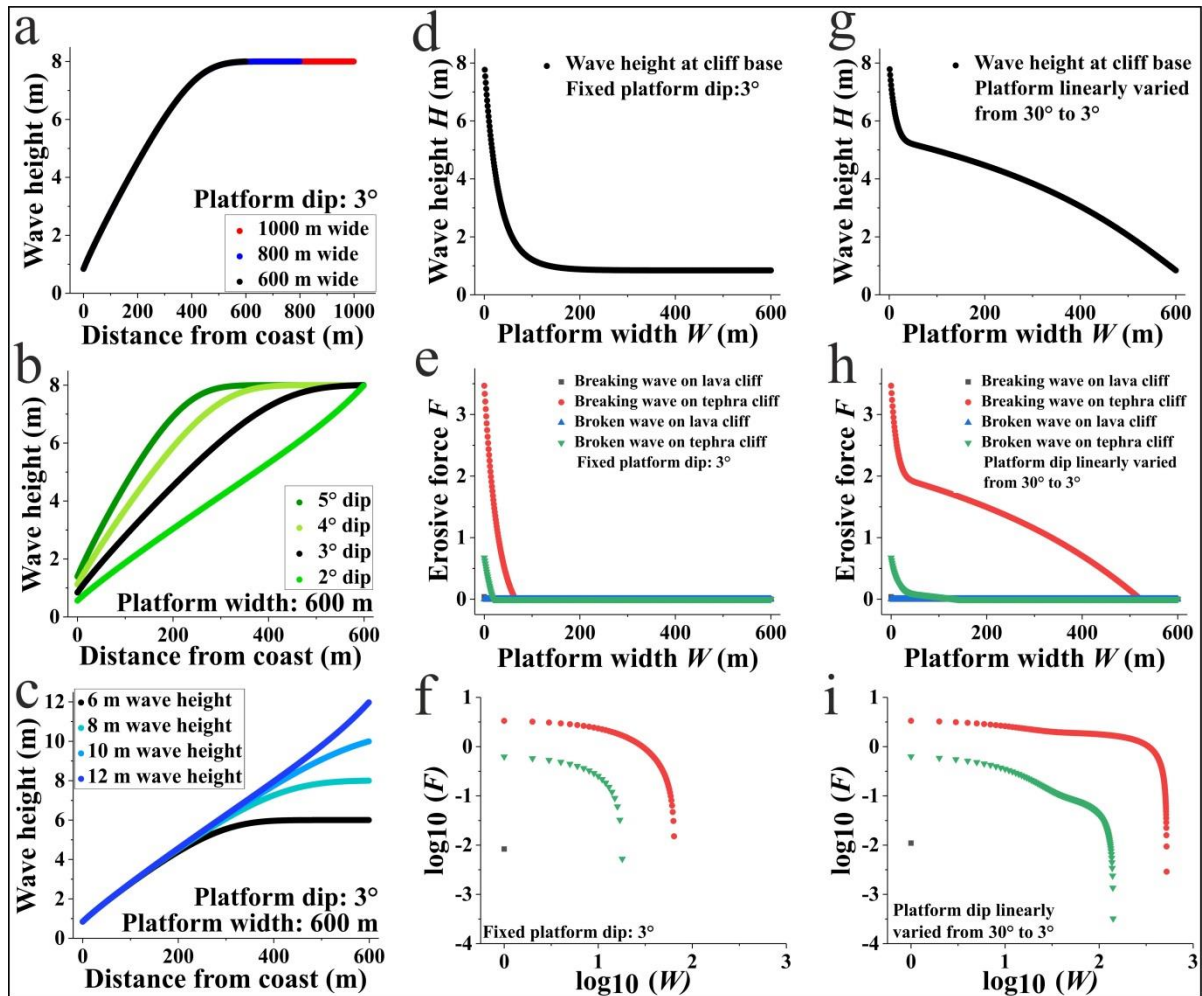 a
Wave height (m)
8
6
4
2
0
Platform dip: 3°
1000 m wide
800 m wide
600 m wide
0 200 400 600 800 1000
Distance from coast (m)
d
Wave height H (m)
8
6
4
2
0
Wave height at cliff base
Fixed platform dip:3°
0 100 200 300 400 500 600
Platform width W (m)
g
Wave height H (m)
8
6
4
2
0
Wave height at cliff base
Platform linearly varied
from 30° to 3°
0 100 200 300 400 500 600
Platform width W (m)
b
Wave height (m)
8
6
4
2
0
5° dip
4° dip
3° dip
2° dip
Platform width: 600 m
0 200 400 600
Distance from coast (m)
e
Erosive force F
3
2
1
0
Breaking wave on lava cliff
Breaking wave on tephra cliff
Broken wave on lava cliff
Broken wave on tephra cliff
Fixed platform dip: 3°
0 200 400 600
Platform width W (m)
h
Erosive force F
3
2
1
0
Breaking wave on lava cliff
Breaking wave on tephra cliff
Broken wave on lava cliff
Broken wave on tephra cliff
Platform dip linearly varied
from 30° to 3°
0 200 400 600
Platform width W (m)
c
Wave height (m)
12
10
8
6
4
2
0
6 m wave height
8 m wave height
10 m wave height
12 m wave height
Platform dip: 3°
Platform width: 600 m
0 100 200 300 400 500 600
Distance from coast (m)
f
log10 (F)
1
0
-1
-2
-3
-4
Fixed platform dip: 3°
0 1 2 3
log10 (W)
i
log10 (F)
1
0
-1
-2
-3
-4
Platform dip linearly
varied from 30° to 3°
0 1 2 3
log10 (W)